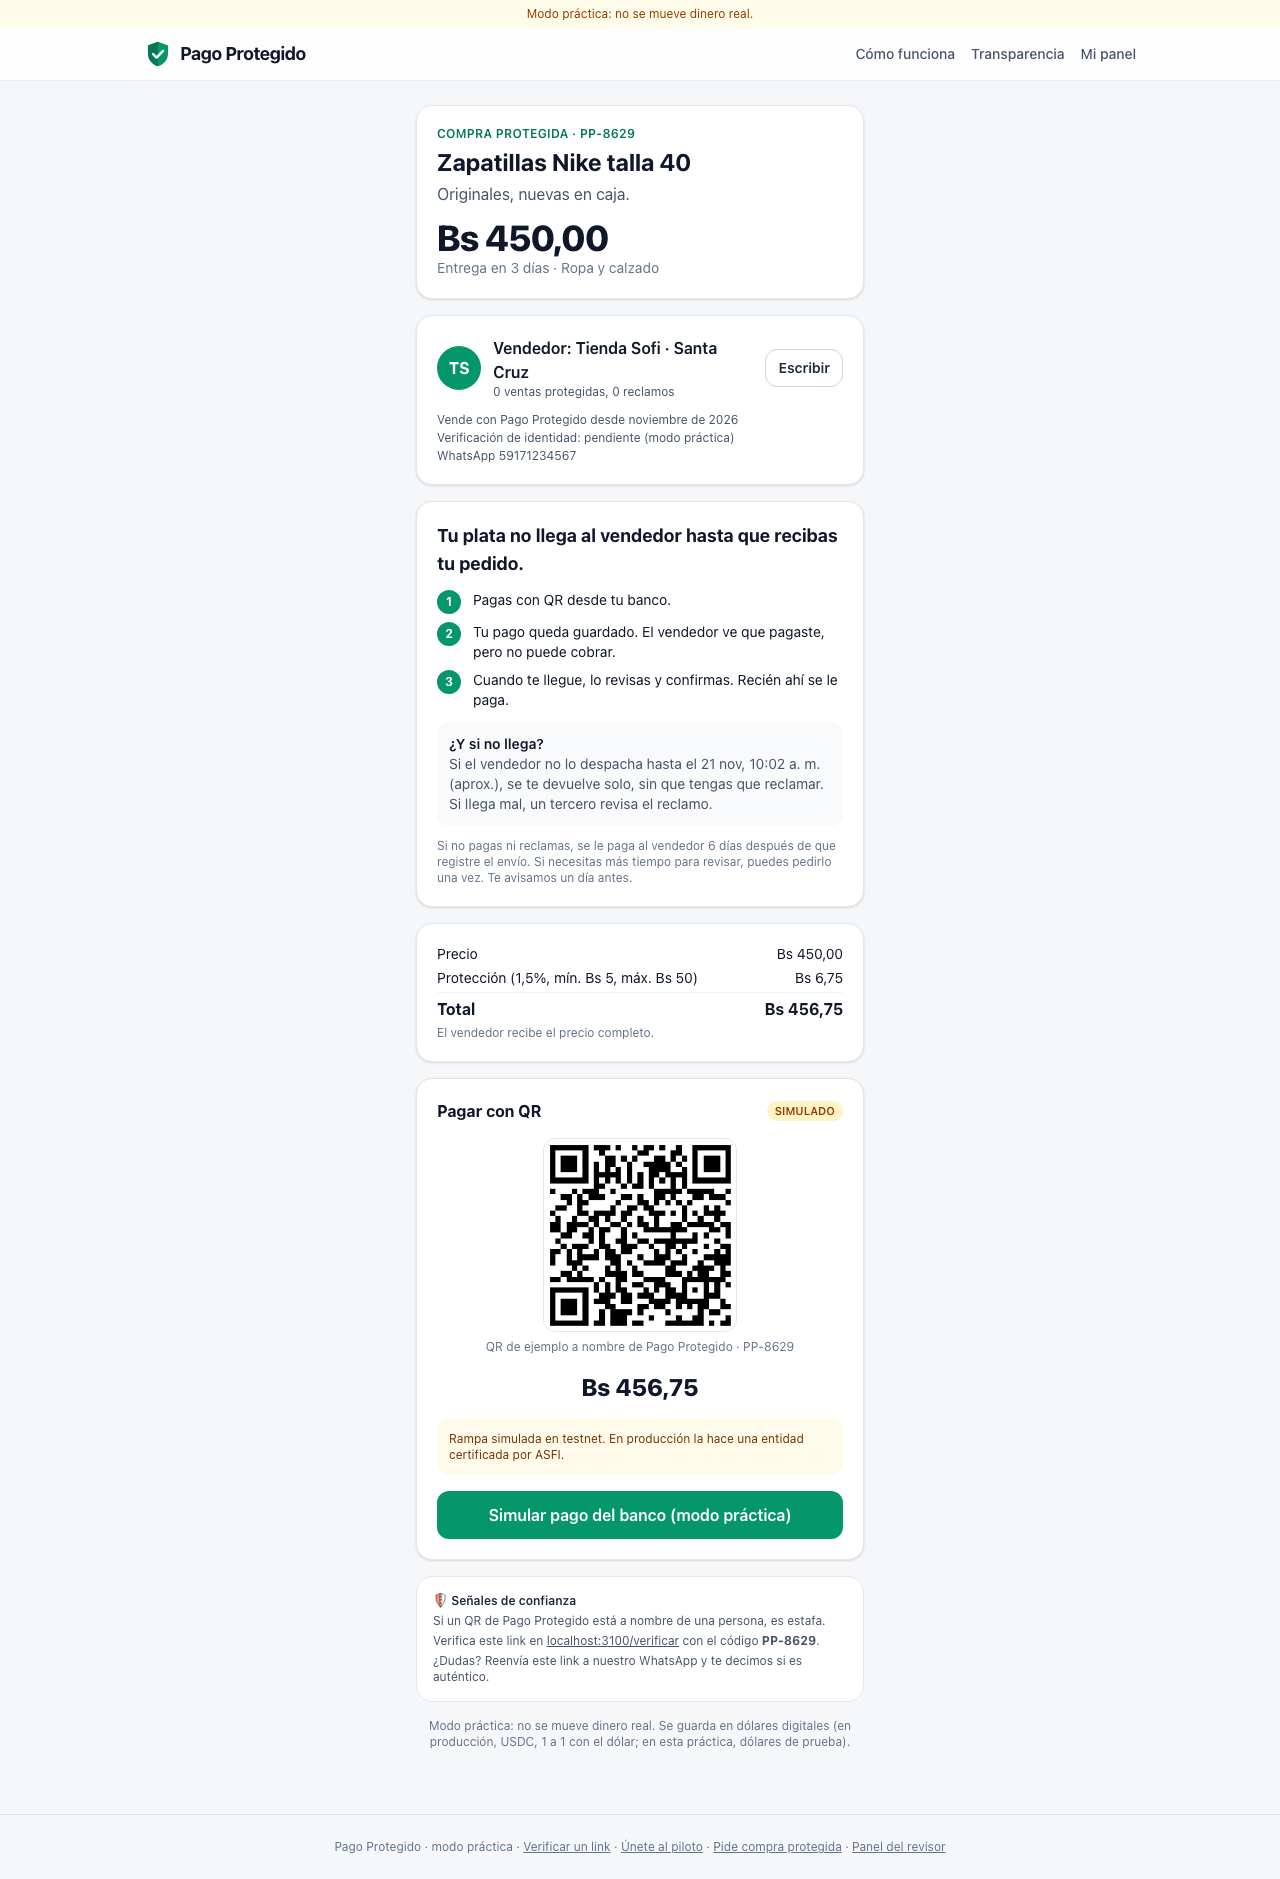 Modo práctica: no se mueve dinero real.
Pago Protegido
Cómo funciona Transparencia Mi panel
COMPRA PROTEGIDA · PP-8629
Zapatillas Nike talla 40
Originales, nuevas en caja.
Bs 450,00
Entrega en 3 días · Ropa y calzado
TS
Vendedor: Tienda Sofi · Santa
Cruz
0 ventas protegidas, 0 reclamos
Escribir
Vende con Pago Protegido desde noviembre de 2026
Verificación de identidad: pendiente (modo práctica)
WhatsApp 59171234567
Tu plata no llega al vendedor hasta que recibas
tu pedido.
1 Pagas con QR desde tu banco.
2 Tu pago queda guardado. El vendedor ve que pagaste,
pero no puede cobrar.
3 Cuando te llegue, lo revisas y confirmas. Recién ahí se le
paga.
¿Y si no llega?
Si el vendedor no lo despacha hasta el 21 nov, 10:02 a. m.
(aprox.), se te devuelve solo, sin que tengas que reclamar.
Si llega mal, un tercero revisa el reclamo.
Si no pagas ni reclamas, se le paga al vendedor 6 días después de que
registre el envío. Si necesitas más tiempo para revisar, puedes pedirlo
una vez. Te avisamos un día antes.
Precio Bs 450,00
Protección (1,5%, mín. Bs 5, máx. Bs 50) Bs 6,75
Total Bs 456,75
El vendedor recibe el precio completo.
Pagar con QR
SIMULADO
QR de ejemplo a nombre de Pago Protegido · PP-8629
Bs 456,75
Rampa simulada en testnet. En producción la hace una entidad
certificada por ASFI.
Simular pago del banco (modo práctica)
Señales de confianza
Si un QR de Pago Protegido está a nombre de una persona, es estafa.
Verifica este link en localhost:3100/verificar con el código PP-8629.
¿Dudas? Reenvía este link a nuestro WhatsApp y te decimos si es
auténtico.
Modo práctica: no se mueve dinero real. Se guarda en dólares digitales (en
producción, USDC, 1 a 1 con el dólar; en esta práctica, dólares de prueba).
Pago Protegido · modo práctica · Verificar un link · Únete al piloto · Pide compra protegida · Panel del revisor